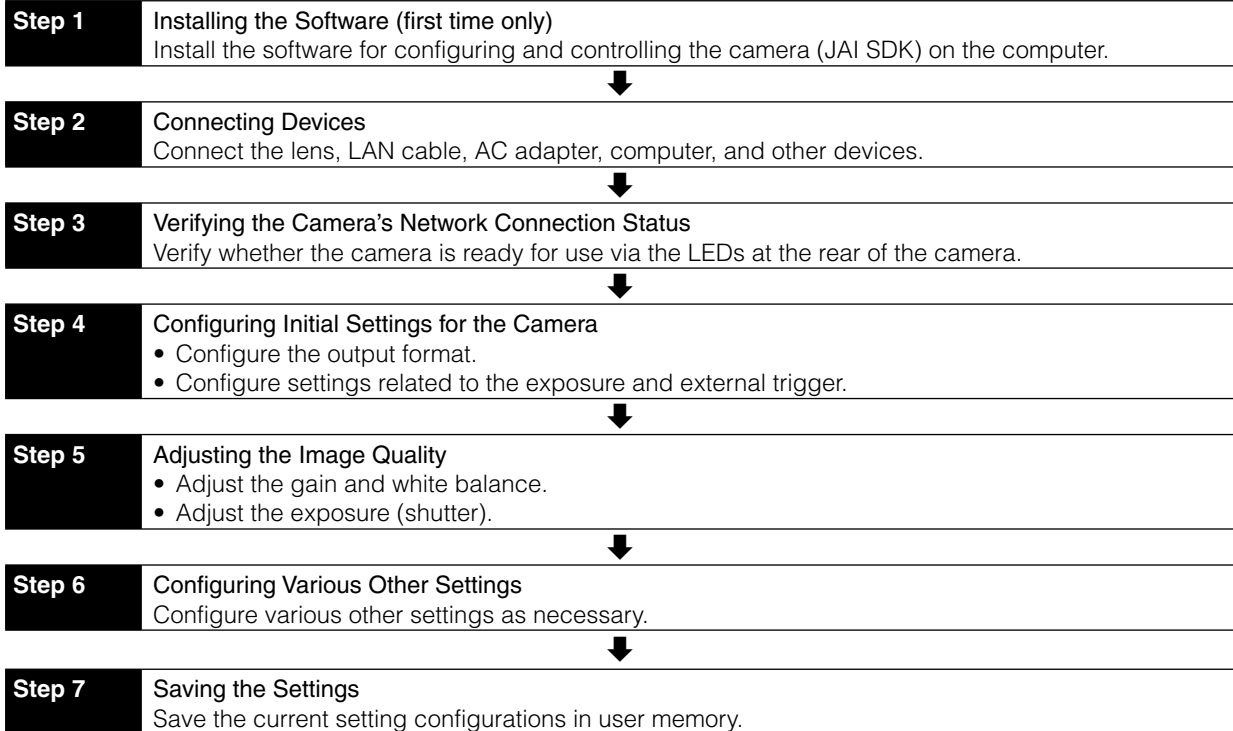 Step 1
Installing the Software (first time only)
Install the software for configuring and controlling the camera (JAI SDK) on the computer.
Step 2
Connecting Devices
Connect the lens, LAN cable, AC adapter, computer, and other devices.
Step 3
Verifying the Camera’s Network Connection Status
Verify whether the camera is ready for use via the LEDs at the rear of the camera.
Step 4
Configuring Initial Settings for the Camera
• Configure the output format.
• Configure settings related to the exposure and external trigger.
Step 5
Adjusting the Image Quality
• Adjust the gain and white balance.
• Adjust the exposure (shutter).
Step 6
Configuring Various Other Settings
Configure various other settings as necessary.
Step 7
Saving the Settings
Save the current setting configurations in user memory.